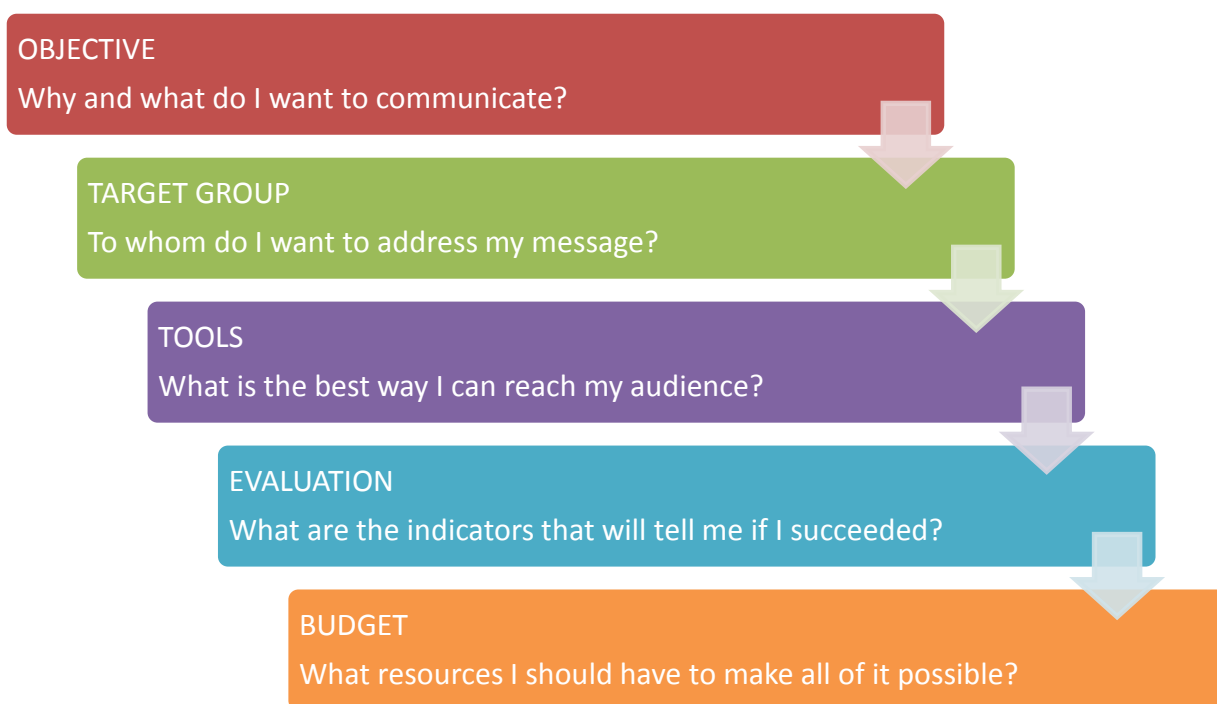 OBJECTIVE
Why and what do I want to communicate?
TARGET GROUP
To whom do I want to address my message?
TOOLS
What is the best way I can reach my audience?
EVALUATION
What are the indicators that will tell me if I succeeded?
BUDGET
What resources I should have to make all of it possible?